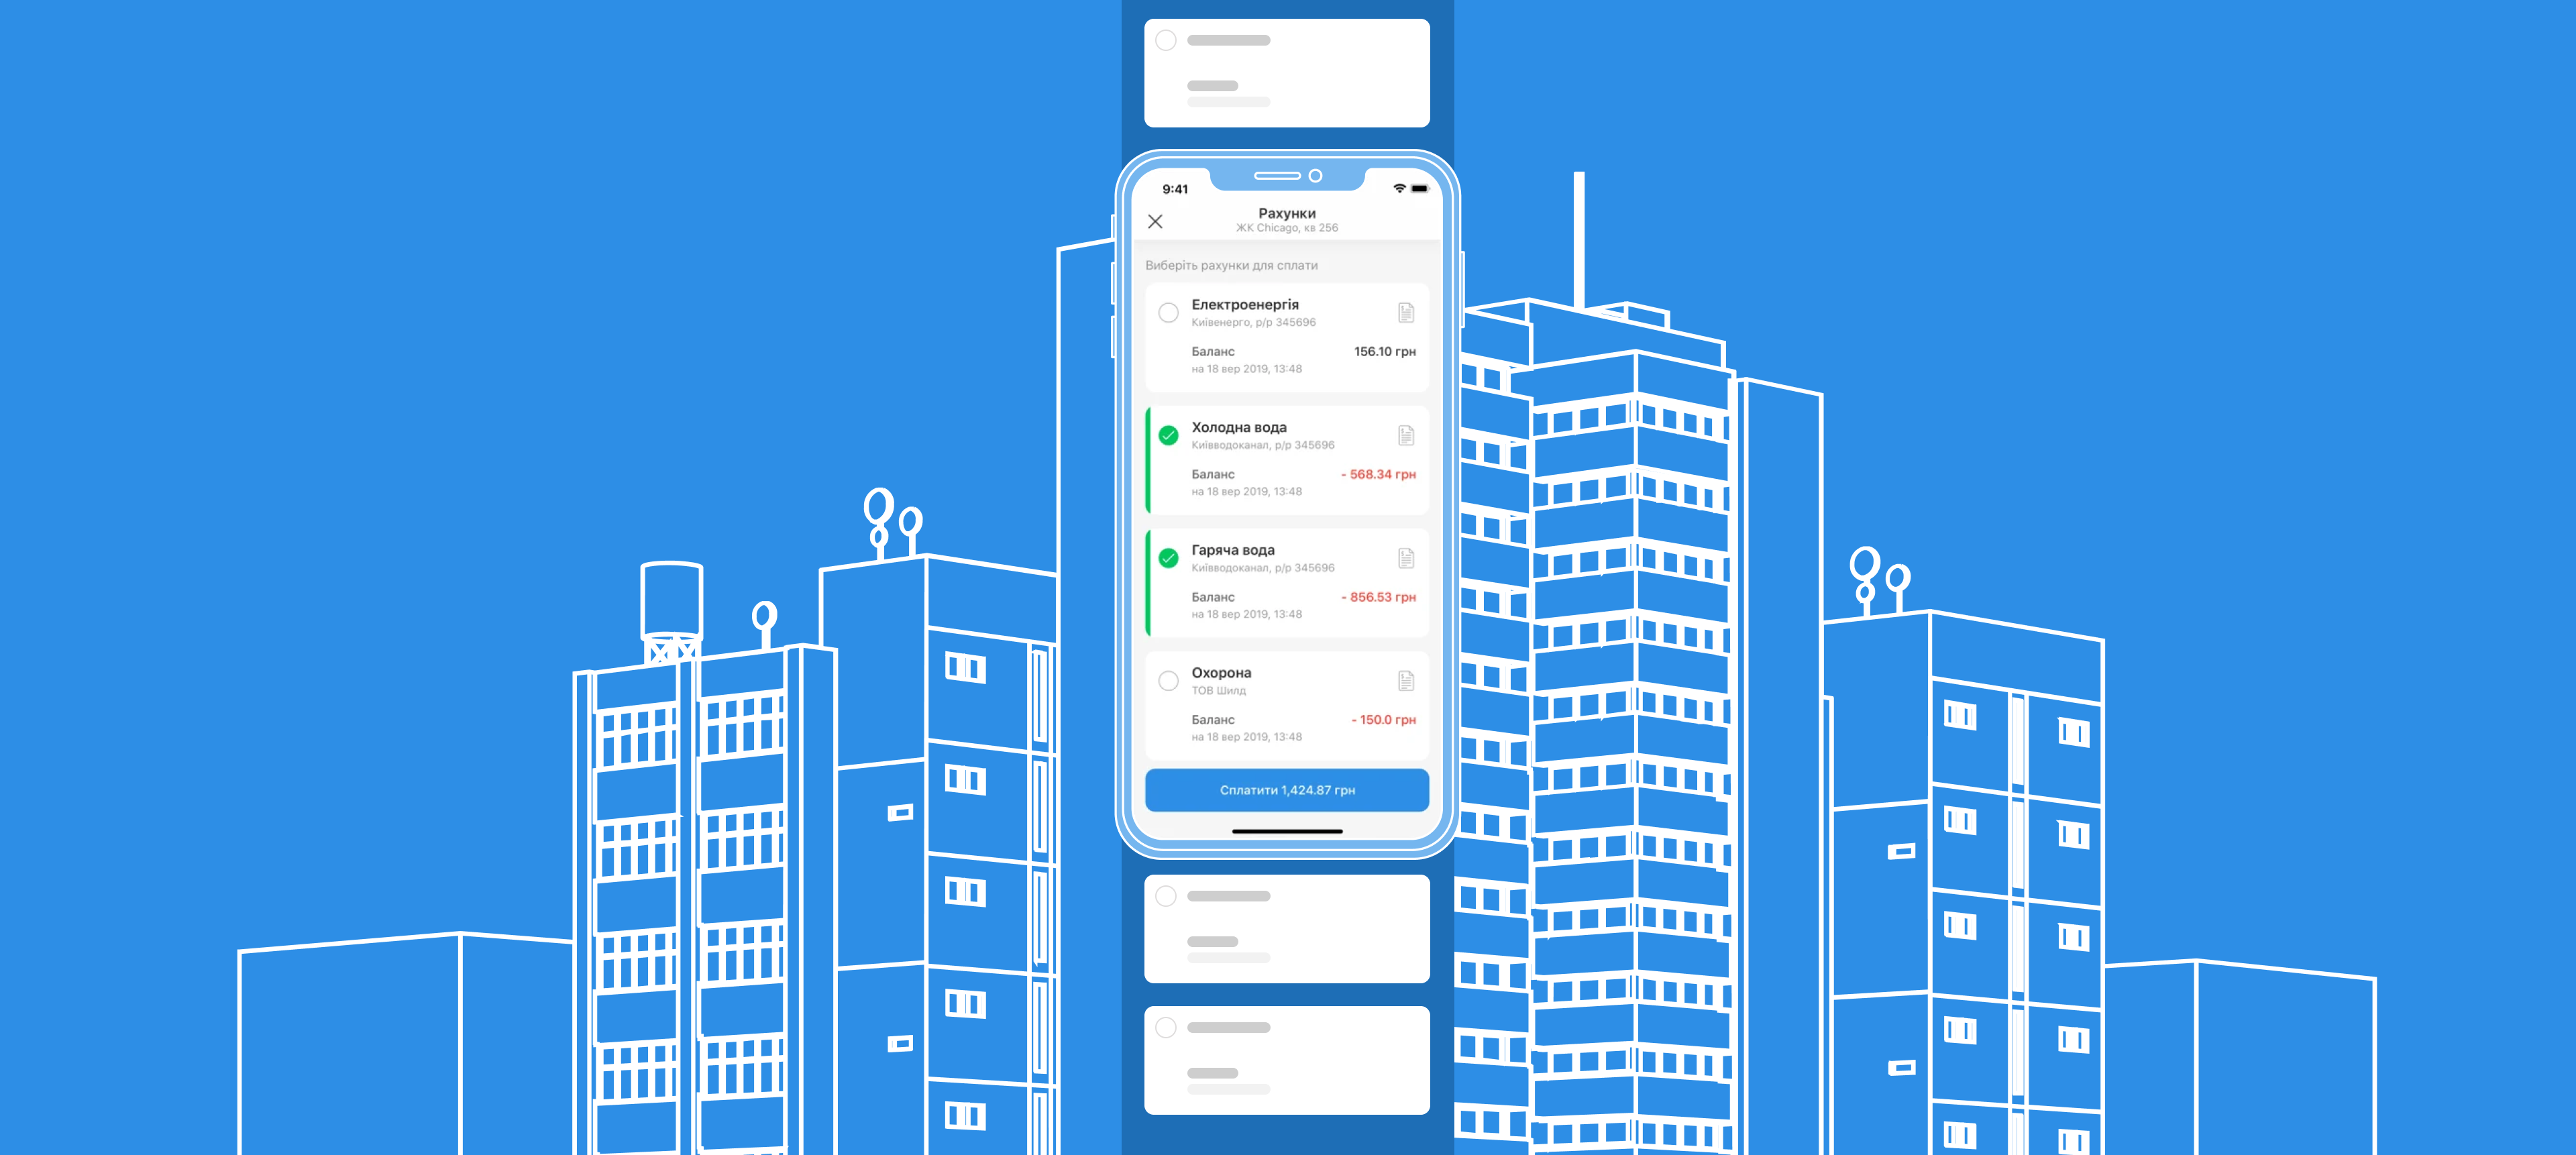 9:41
Рахунки
ЖК Chicago, кв 256
Виберіть рахунки для сплати
Електроенергія
Київенерго, р/р 345696
Баланс 156.10 грн
на 18 вер 2019, 13:48
Холодна вода
Київводоканал, р/р 345696
Баланс - 568.34 грн
на 18 вер 2019, 13:48
Гаряча вода
Київводоканал, р/р 345696
Баланс - 856.53 грн
на 18 вер 2019, 13:48
Охорона
ТОВ Шилд
Баланс - 150.0 грн
на 18 вер 2019, 13:48
Сплатити 1,424.87 грн